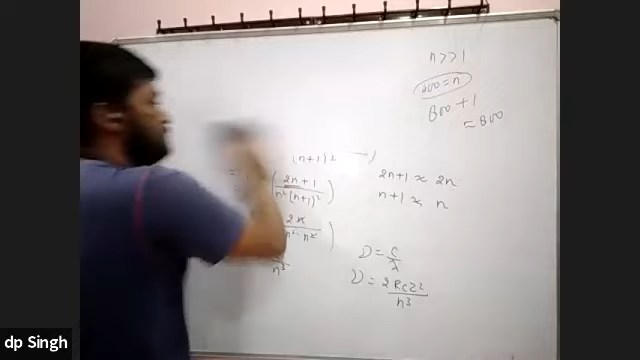 n>>1
800=n
800+1
≈800
(n+1)²
= (2n+1 / n²(n+1)²)
2n+1 ≈ 2n
n+1 ≈ n
2n / n²·n²)
n³
ν = c/λ
ν = 2Rcz²/n³
dp Singh